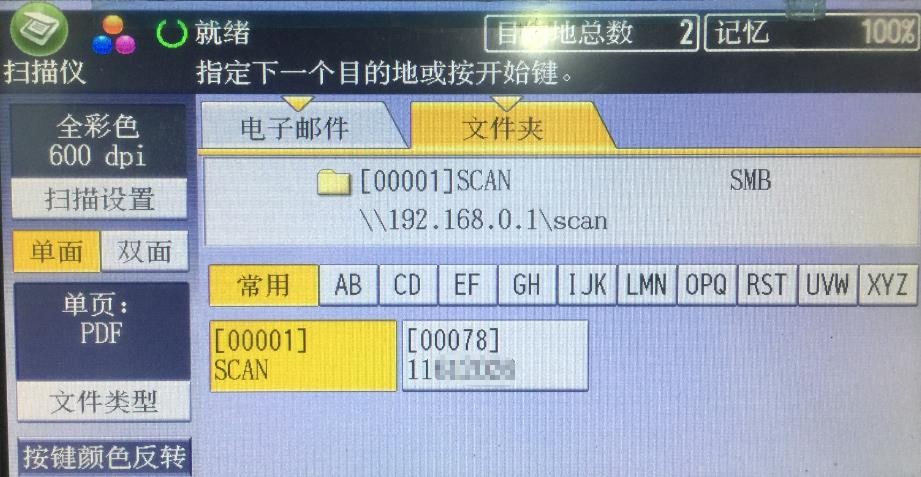 就绪
目的地总数 2 记忆 100%
扫描仪
指定下一个目的地或按开始键。
全彩色
600 dpi
扫描设置
单面 双面
单页:
PDF
文件类型
按键颜色反转
电子邮件 文件夹
[00001]SCAN SMB
\\192.168.0.1\scan
常用 AB CD EF GH IJK LMN OPQ RST UVW XYZ
[00001]
SCAN
[00078]
11